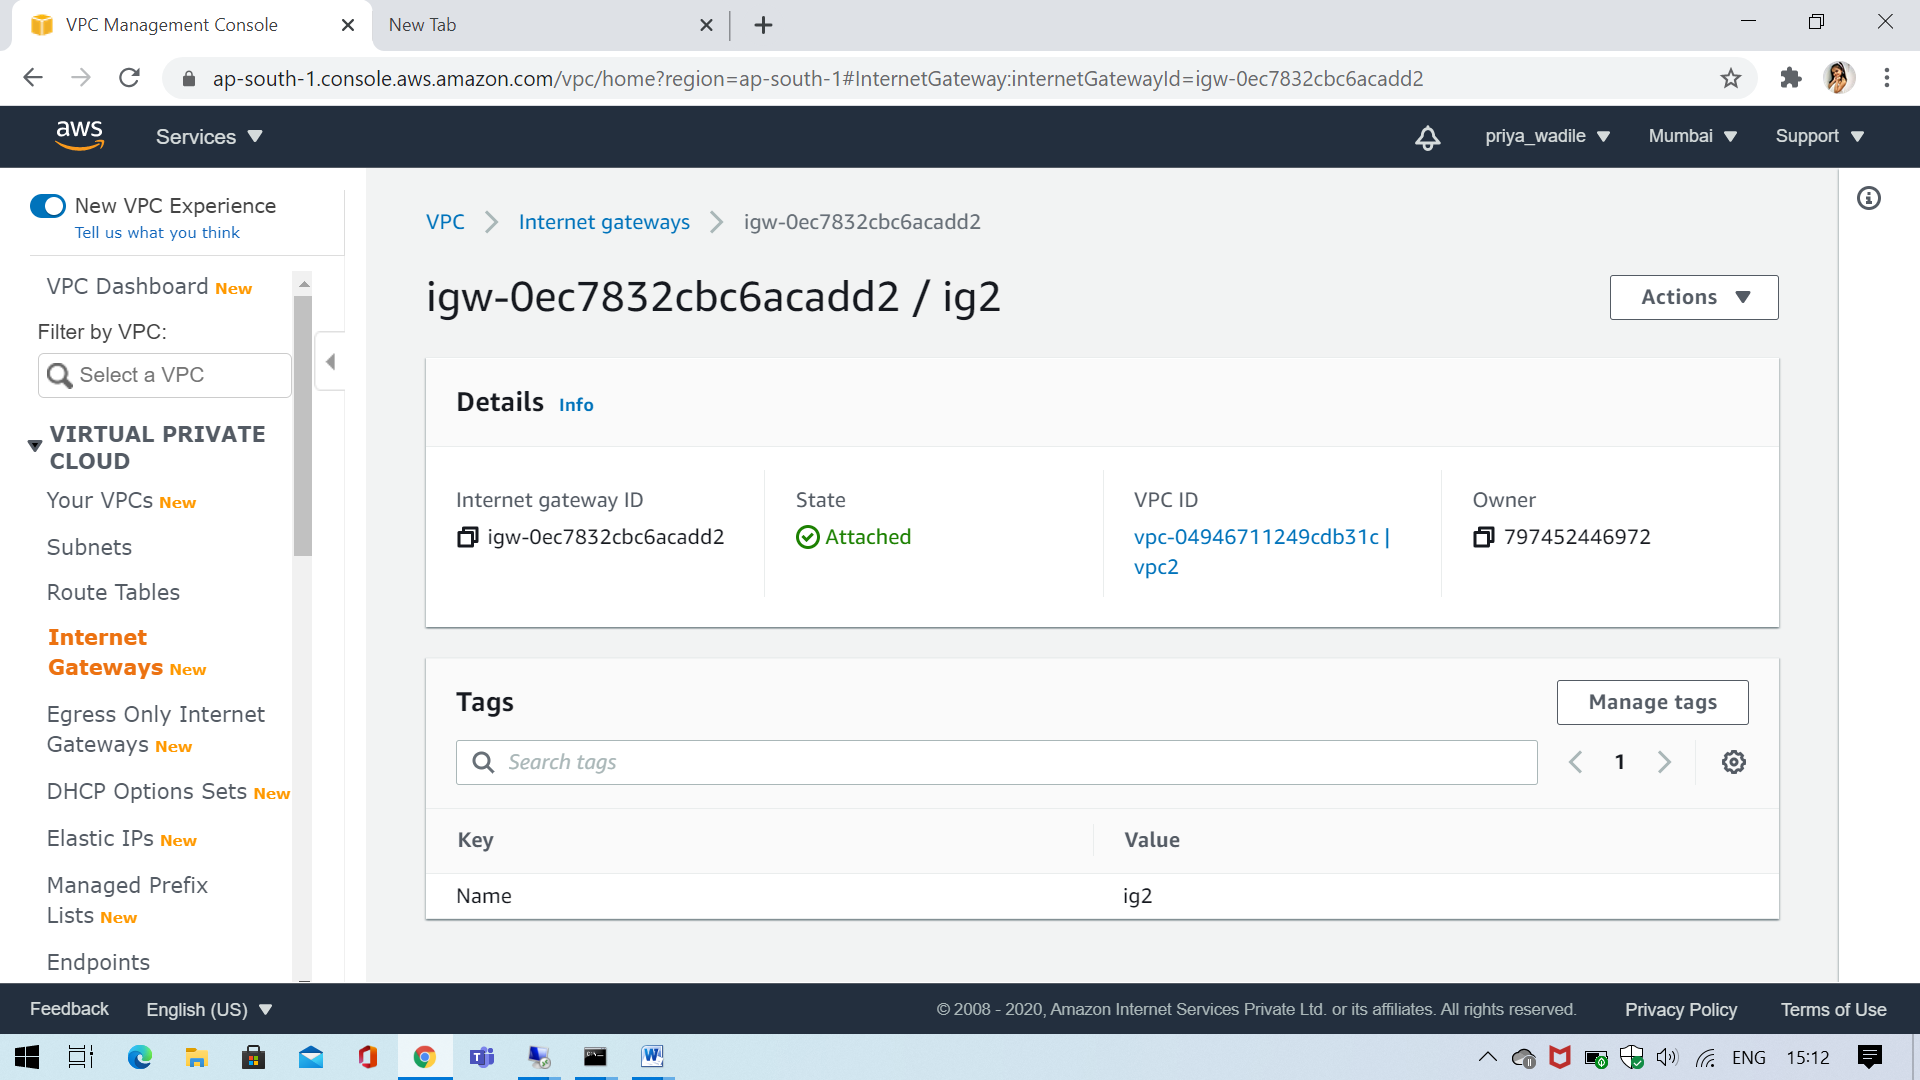 VPC Management Console
New Tab
ap-south-1.console.aws.amazon.com/vpc/home?region=ap-south-1#InternetGateway:internetGatewayId=igw-0ec7832cbc6acadd2
aws
Services
priya_wadile
Mumbai
Support
New VPC Experience
Tell us what you think
VPC Dashboard New
Filter by VPC:
Select a VPC
VIRTUAL PRIVATE
CLOUD
Your VPCs New
Subnets
Route Tables
Internet
Gateways New
Egress Only Internet
Gateways New
DHCP Options Sets New
Elastic IPs New
Managed Prefix
Lists New
Endpoints
VPC
Internet gateways
igw-0ec7832cbc6acadd2
igw-0ec7832cbc6acadd2 / ig2
Actions
Details Info
Internet gateway ID
igw-0ec7832cbc6acadd2
State
Attached
VPC ID
vpc-04946711249cdb31c |
vpc2
Owner
797452446972
Tags
Manage tags
Search tags
1
Key
Value
Name
ig2
Feedback
English (US)
© 2008 - 2020, Amazon Internet Services Private Ltd. or its affiliates. All rights reserved.
Privacy Policy
Terms of Use
ENG
15:12